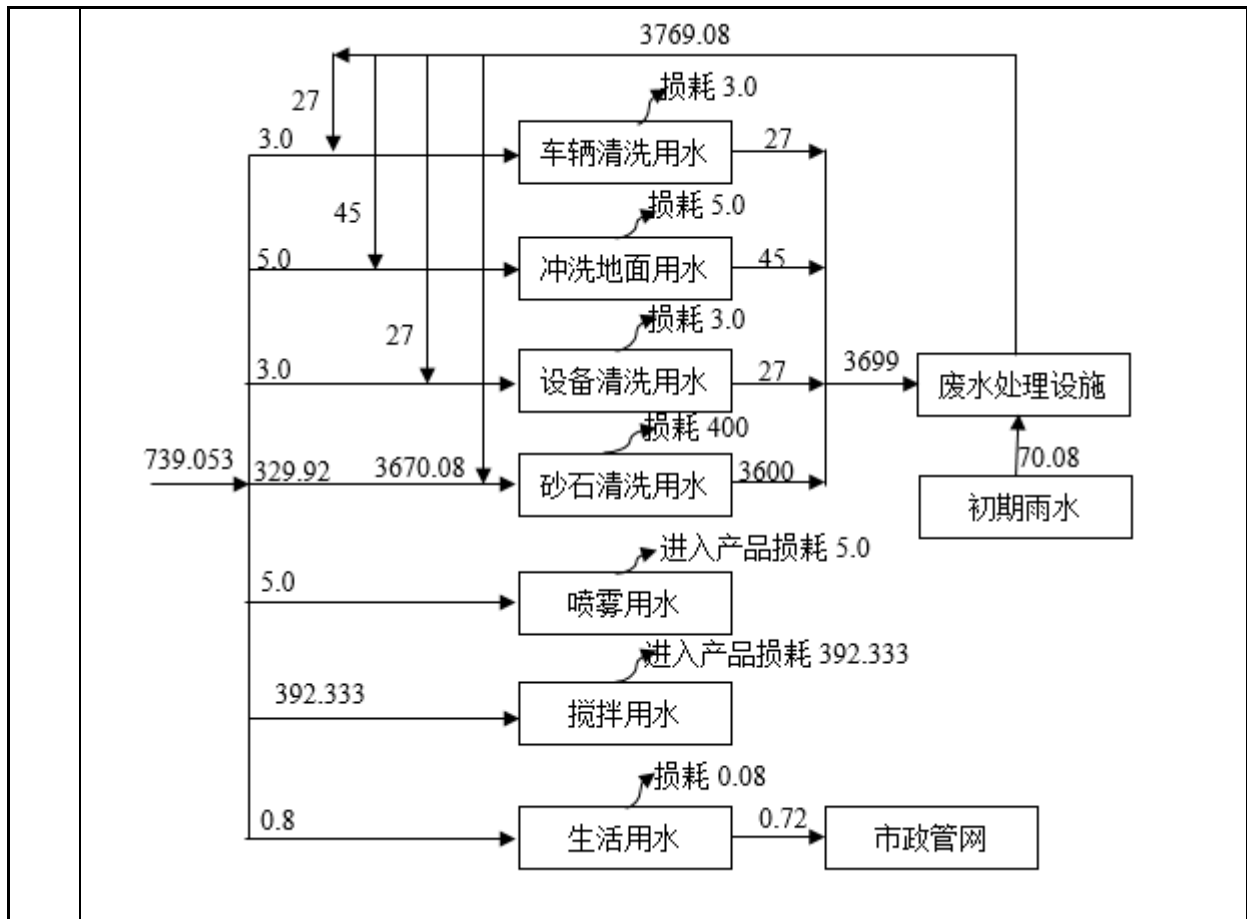 3769.08
损耗 3.0
27
3.0
车辆清洗用水
27
损耗 5.0
45
5.0
冲洗地面用水
45
损耗 3.0
27
3.0
设备清洗用水
27
3699
废水处理设施
损耗 400
739.053
329.92
3670.08
砂石清洗用水
3600
70.08
初期雨水
进入产品损耗 5.0
5.0
喷雾用水
进入产品损耗 392.333
392.333
搅拌用水
损耗 0.08
0.8
生活用水
0.72
市政管网